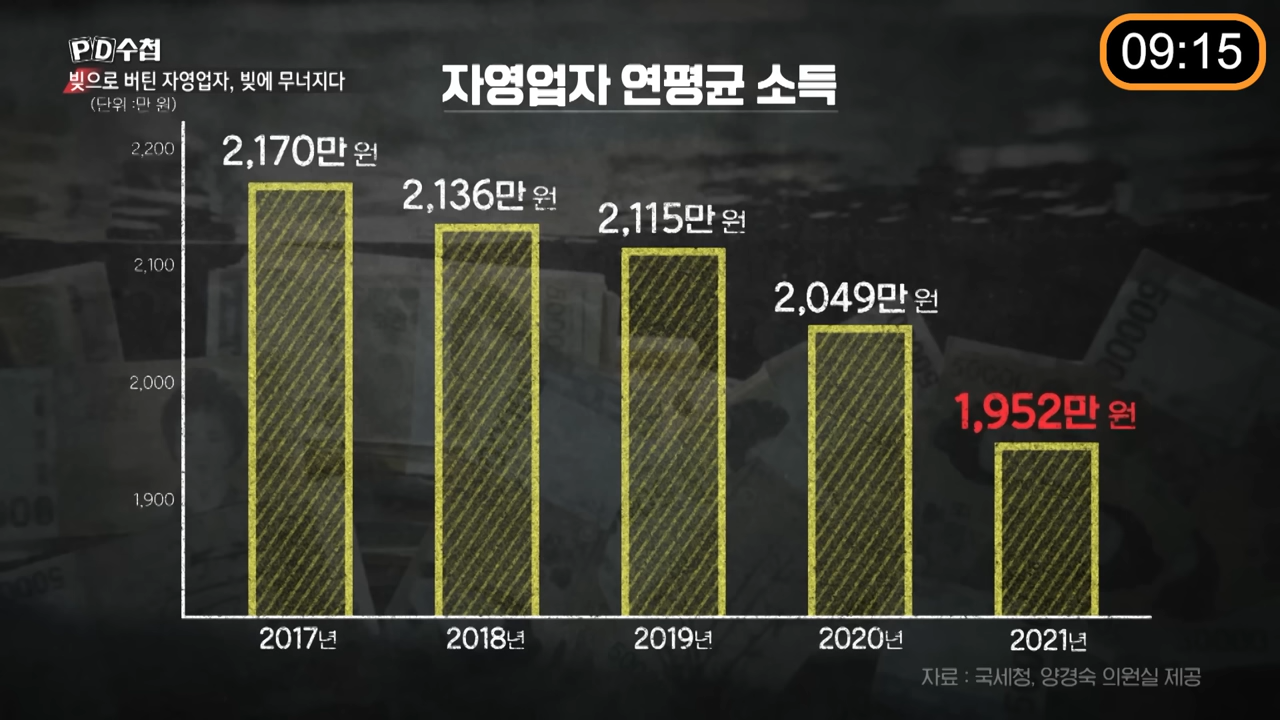 PD수첩
빚으로 버틴 자영업자, 빚에 무너지다
(단위 :만 원)
자영업자 연평균 소득
09:15
2,200
2,100
2,000
1,900
2,170만 원
2,136만 원
2,115만 원
2,049만 원
1,952만 원
2017년
2018년
2019년
2020년
2021년
자료 : 국세청, 양경숙 의원실 제공